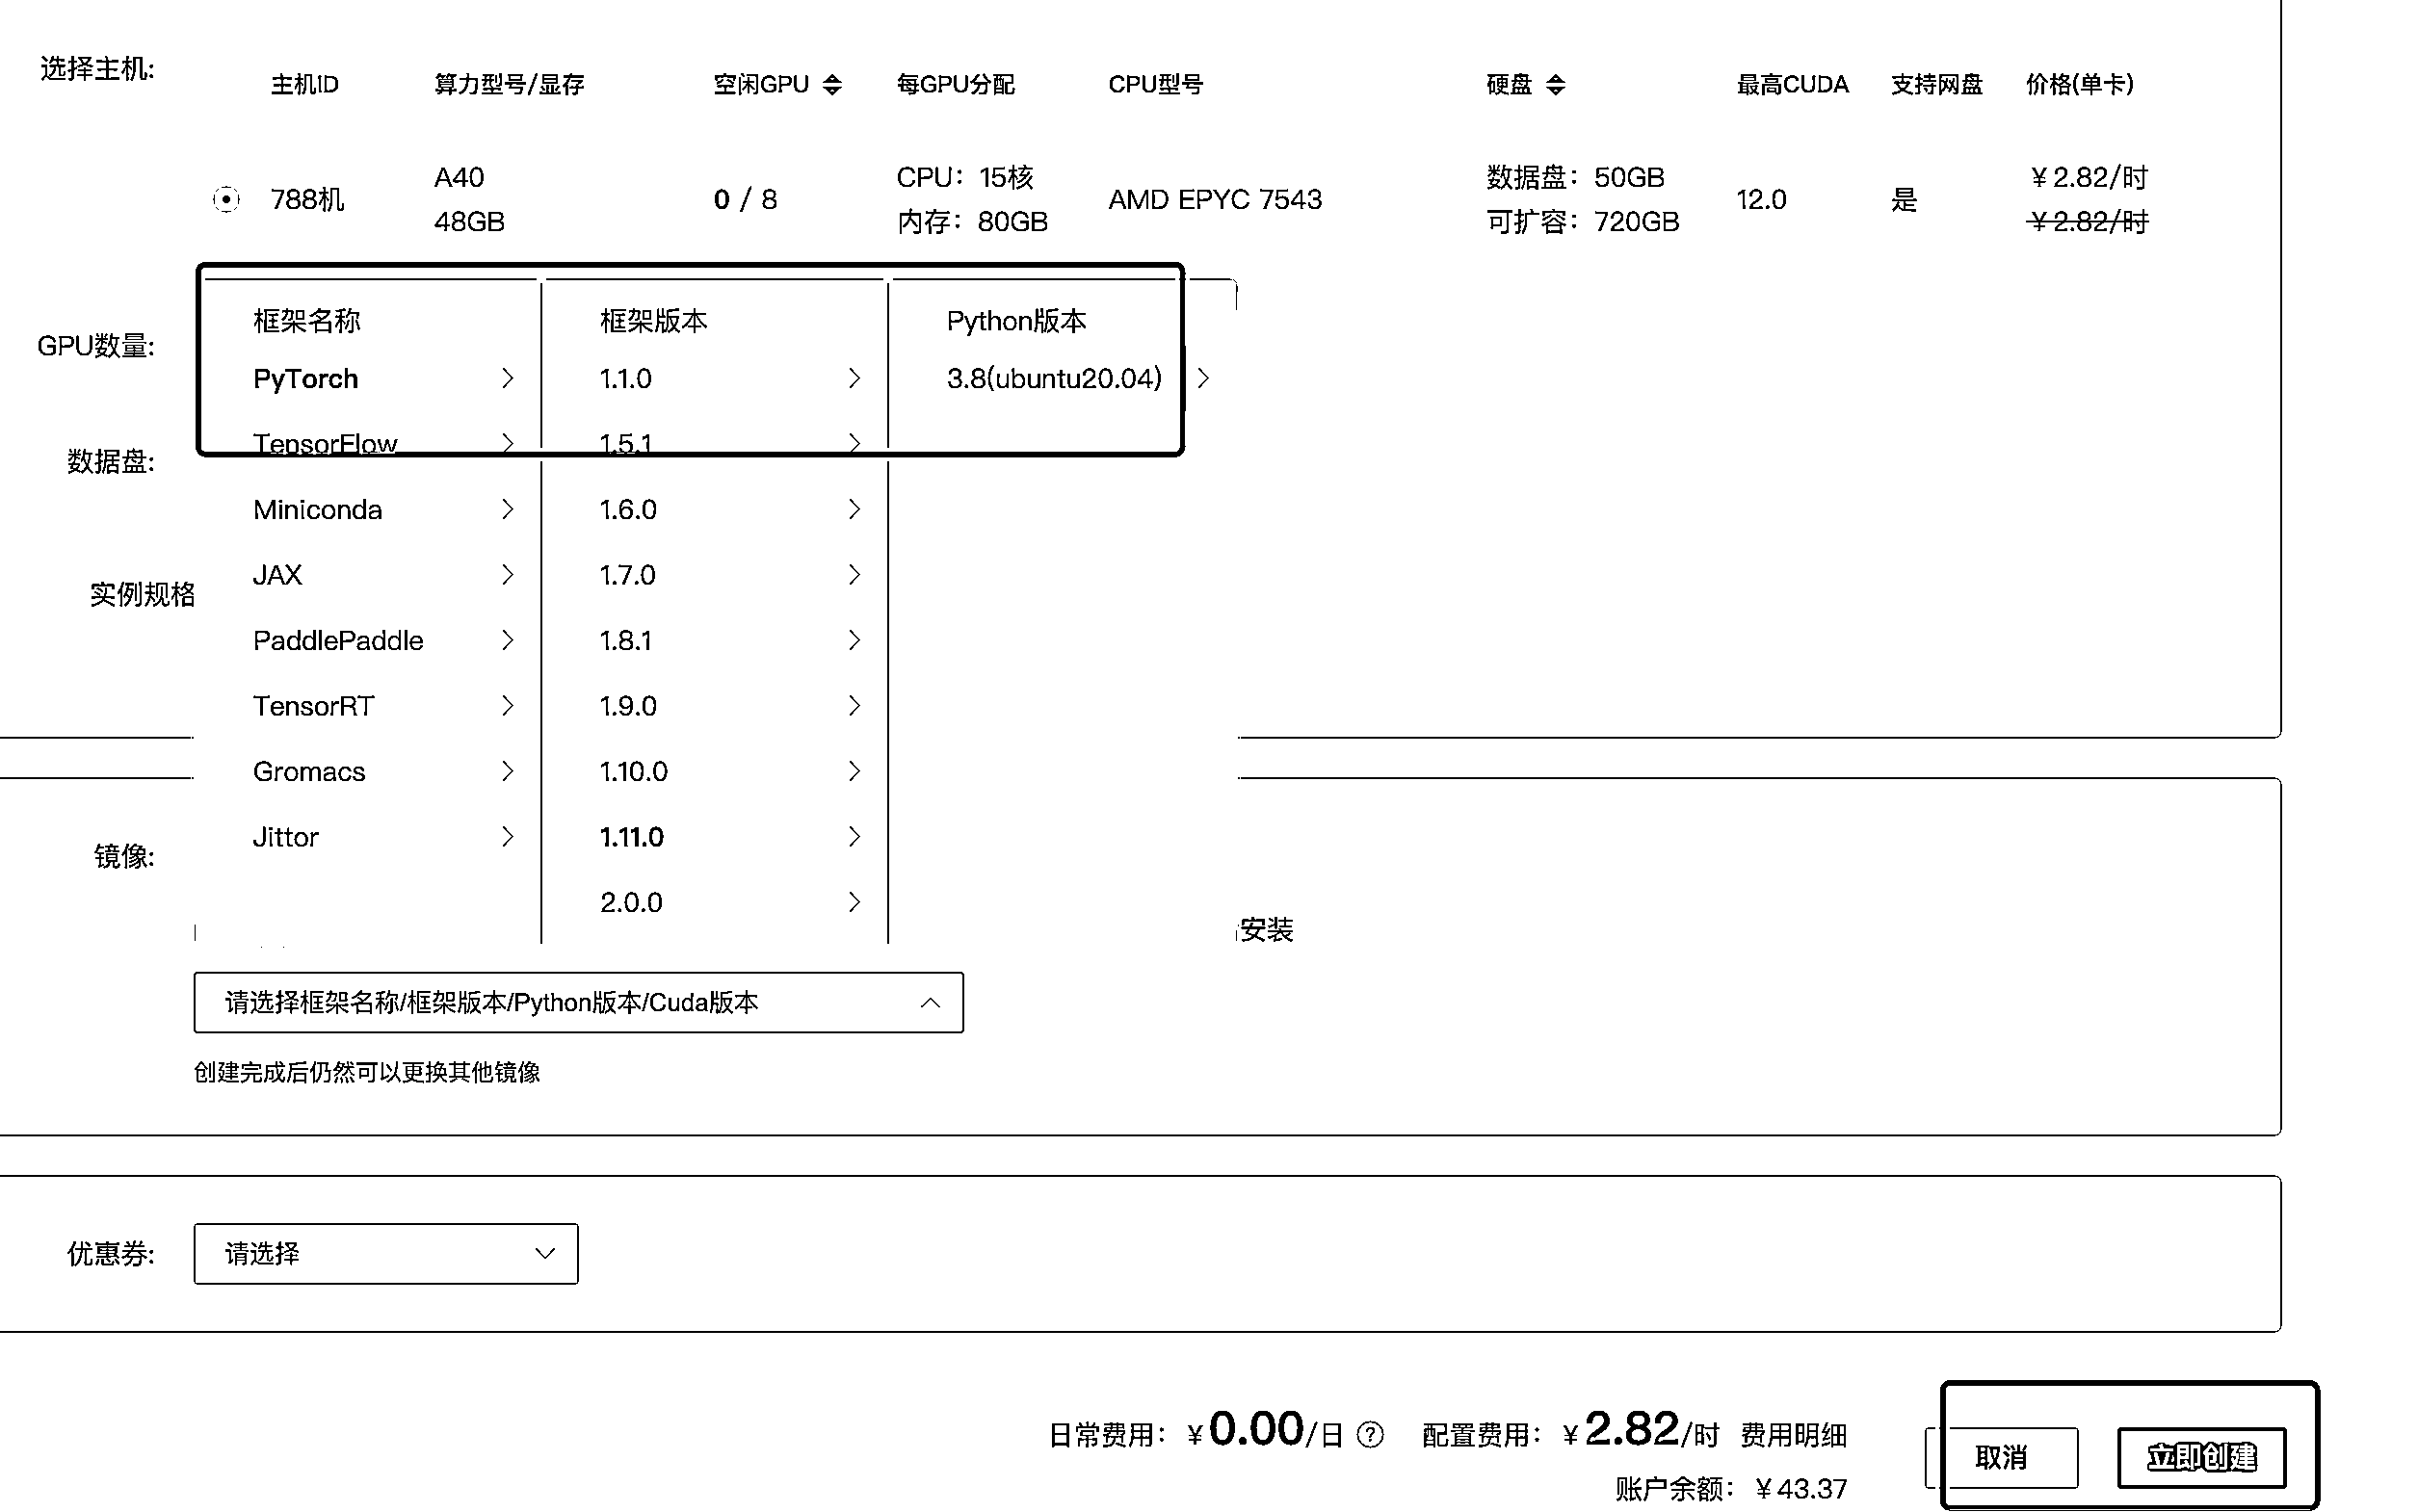 选择主机:
主机ID 算力型号/显存 空闲GPU 每GPU分配 CPU型号 硬盘 最高CUDA 支持网盘 价格(单卡)
788机 A40 48GB 0 / 8 CPU：15核 内存：80GB AMD EPYC 7543 数据盘：50GB 可扩容：720GB 12.0 是 ￥2.82/时 ￥2.82/时
GPU数量:
数据盘:
实例规格
框架名称 框架版本 Python版本
PyTorch 1.1.0 3.8(ubuntu20.04)
TensorFlow 1.5.1
Miniconda 1.6.0
JAX 1.7.0
PaddlePaddle 1.8.1
TensorRT 1.9.0
Gromacs 1.10.0
Jittor 1.11.0
2.0.0
镜像:
安装
请选择框架名称/框架版本/Python版本/Cuda版本
创建完成后仍然可以更换其他镜像
优惠券: 请选择
日常费用：￥0.00/日 ? 配置费用：￥2.82/时 费用明细
账户余额：￥43.37
取消 立即创建